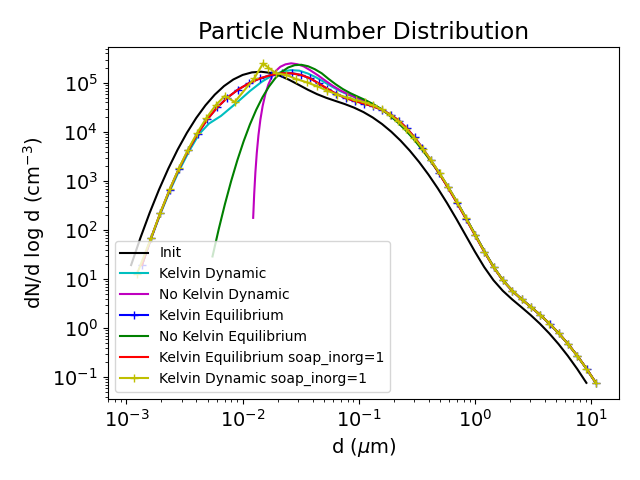 Particle Number Distribution
dN/d log d (cm⁻³)
10⁵
10⁴
10³
10²
10¹
10⁰
10⁻¹
Init
Kelvin Dynamic
No Kelvin Dynamic
Kelvin Equilibrium
No Kelvin Equilibrium
Kelvin Equilibrium soap_inorg=1
Kelvin Dynamic soap_inorg=1
10⁻³ 10⁻² 10⁻¹ 10⁰ 10¹
d (μm)